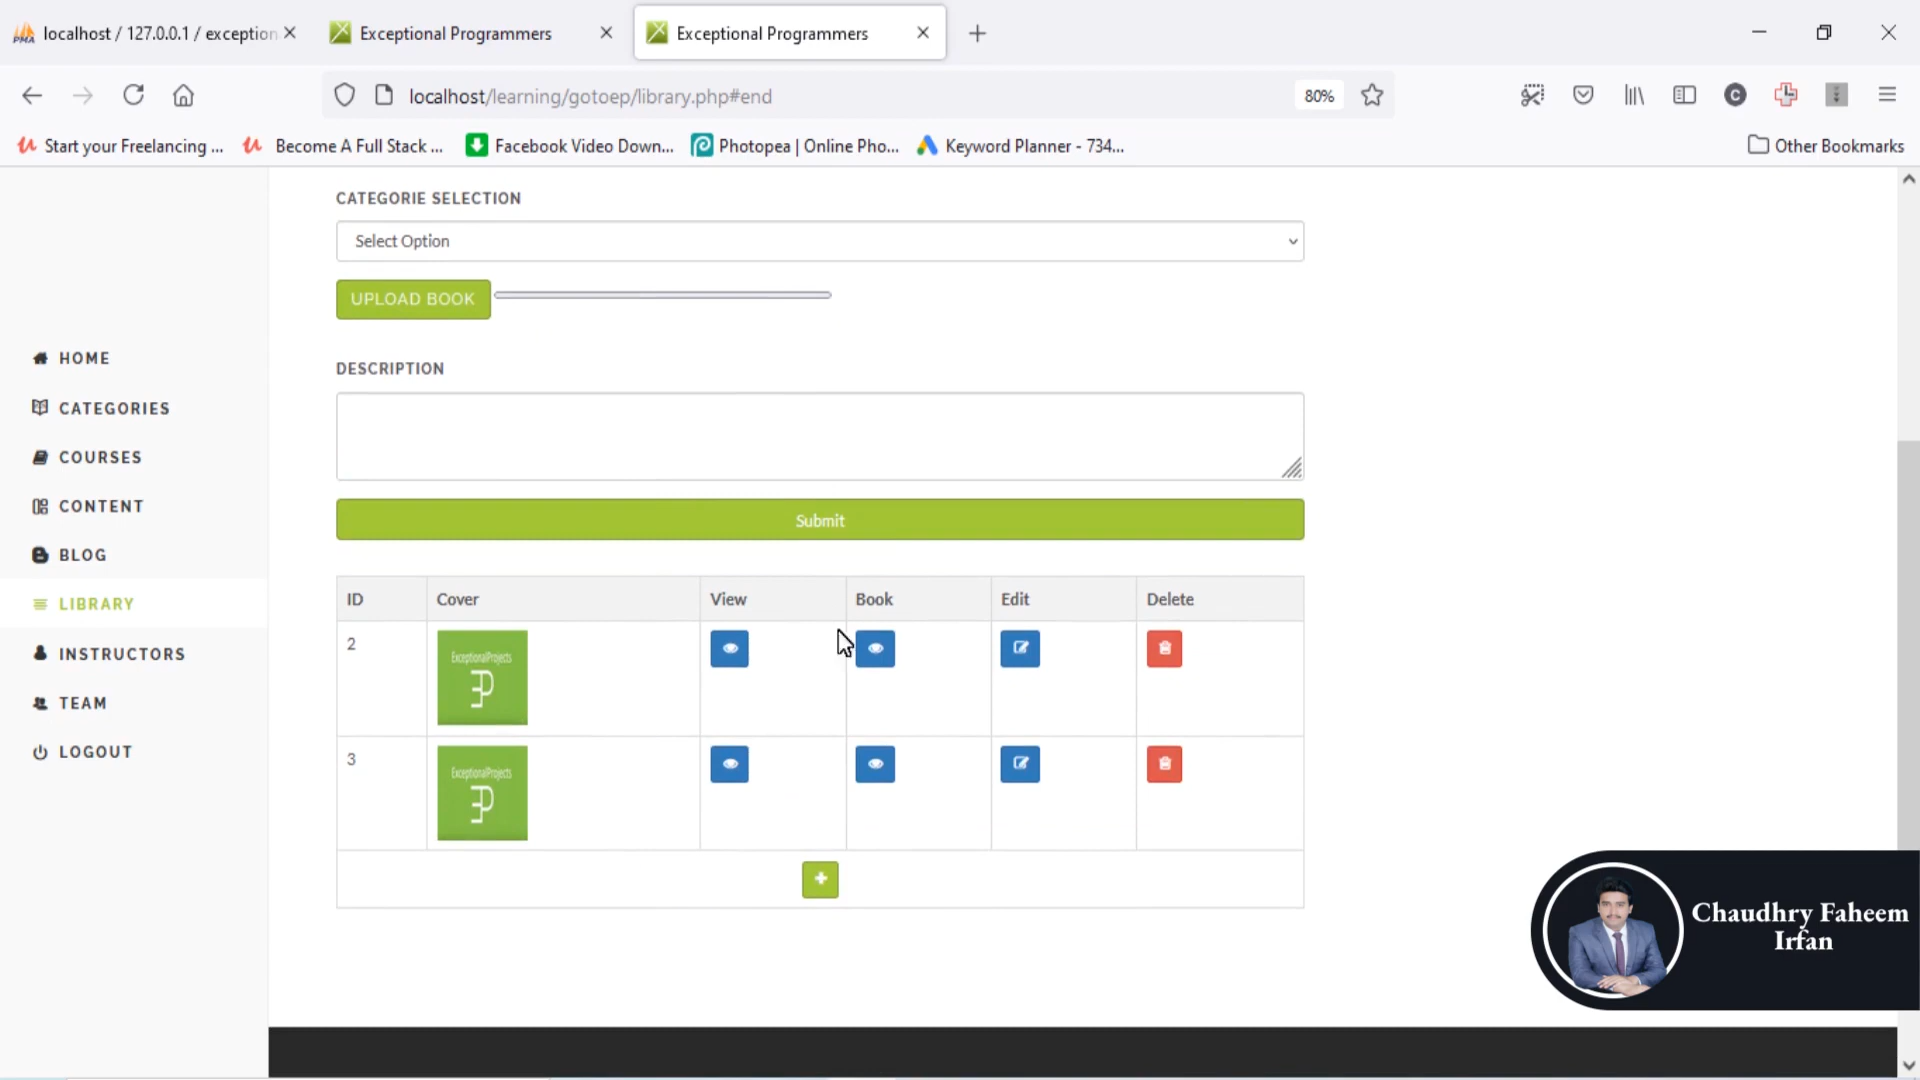 localhost / 127.0.0.1 / exception
Exceptional Programmers
Exceptional Programmers
localhost/learning/gotoep/library.php#end
80%
Start your Freelancing ...
Become A Full Stack ...
Facebook Video Down...
Photopea | Online Pho...
Keyword Planner - 734...
Other Bookmarks
HOME
CATEGORIES
COURSES
CONTENT
BLOG
LIBRARY
INSTRUCTORS
TEAM
LOGOUT
CATEGORIE SELECTION
Select Option
UPLOAD BOOK
DESCRIPTION
Submit
ID Cover View Book Edit Delete
2
ExceptionalProjects
3
ExceptionalProjects
Chaudhry Faheem
Irfan